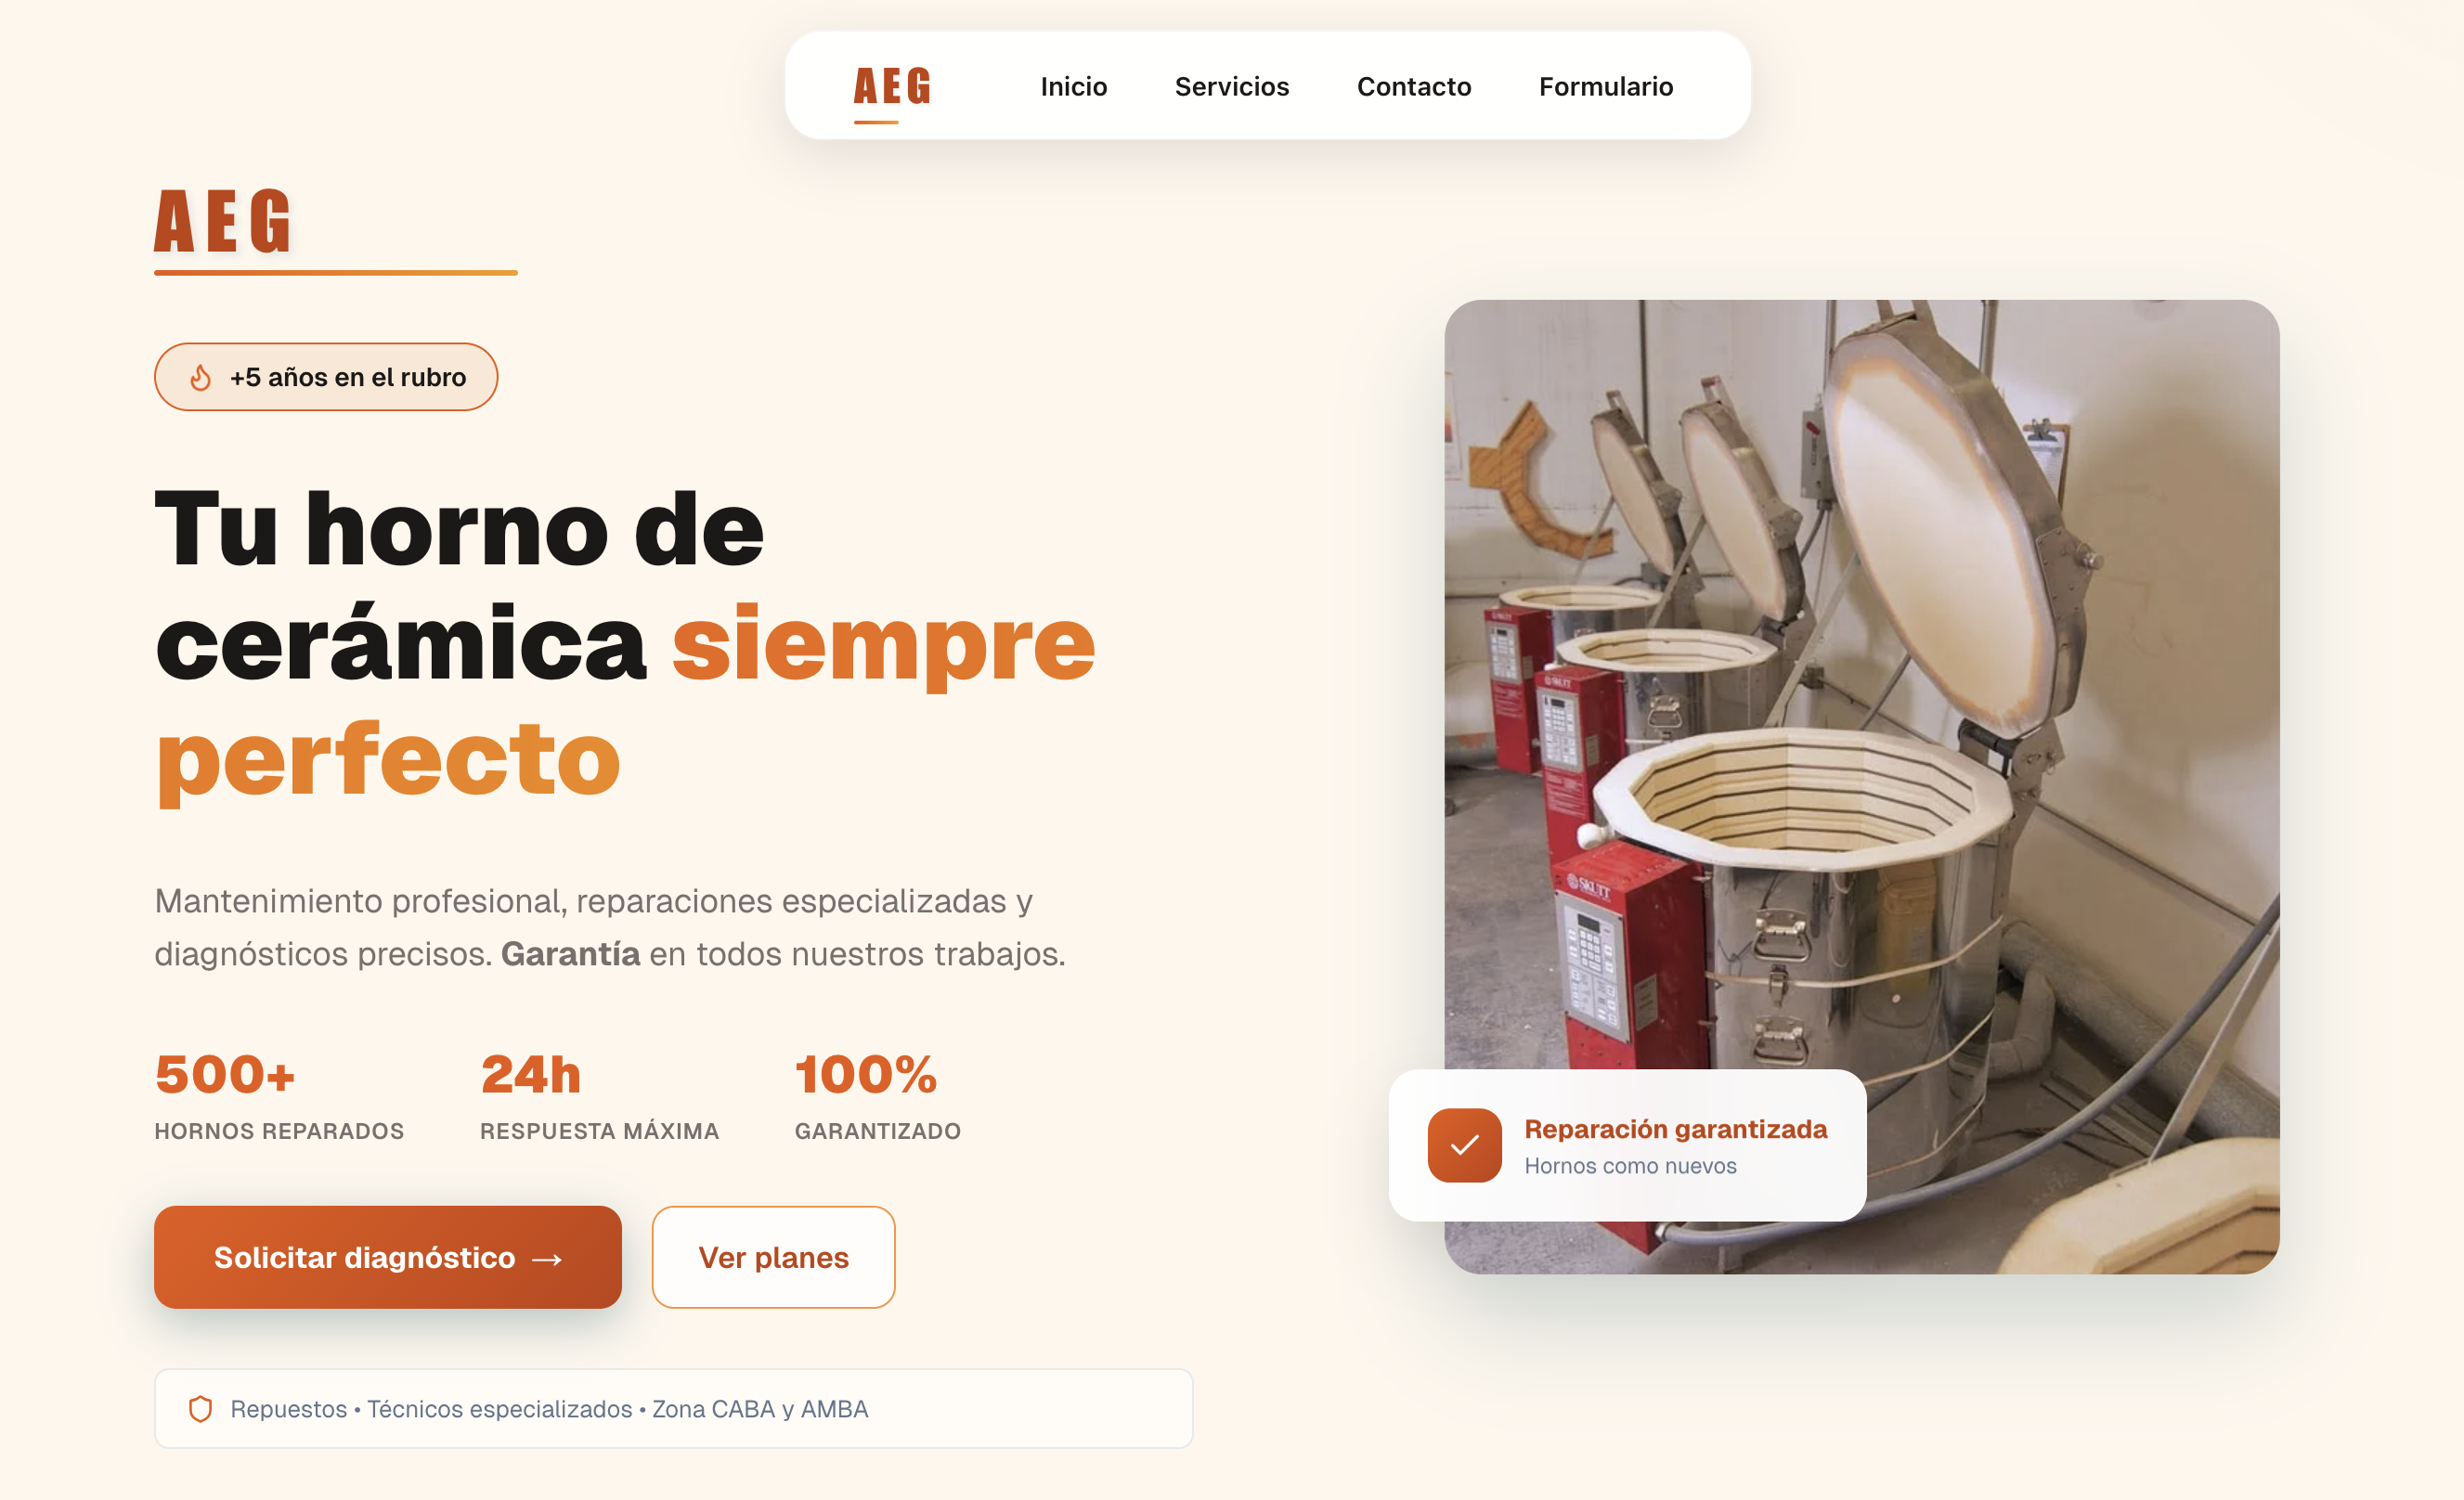 AEG
Inicio
Servicios
Contacto
Formulario
AEG
+5 años en el rubro
Tu horno de
cerámica siempre
perfecto
Mantenimiento profesional, reparaciones especializadas y
diagnósticos precisos. Garantía en todos nuestros trabajos.
500+
HORNOS REPARADOS
24h
RESPUESTA MÁXIMA
100%
GARANTIZADO
Solicitar diagnóstico →
Ver planes
Repuestos • Técnicos especializados • Zona CABA y AMBA
SKUTT
SKUTT
Reparación garantizada
Hornos como nuevos